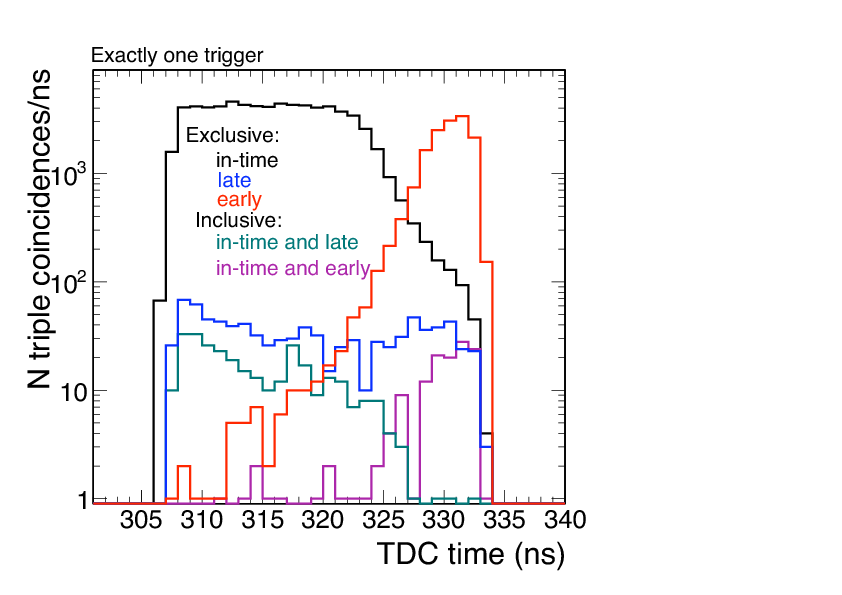 Exactly one trigger
N triple coincidences/ns
10³
10²
10
1
Exclusive:
in-time
late
early
Inclusive:
in-time and late
in-time and early
305 310 315 320 325 330 335 340
TDC time (ns)